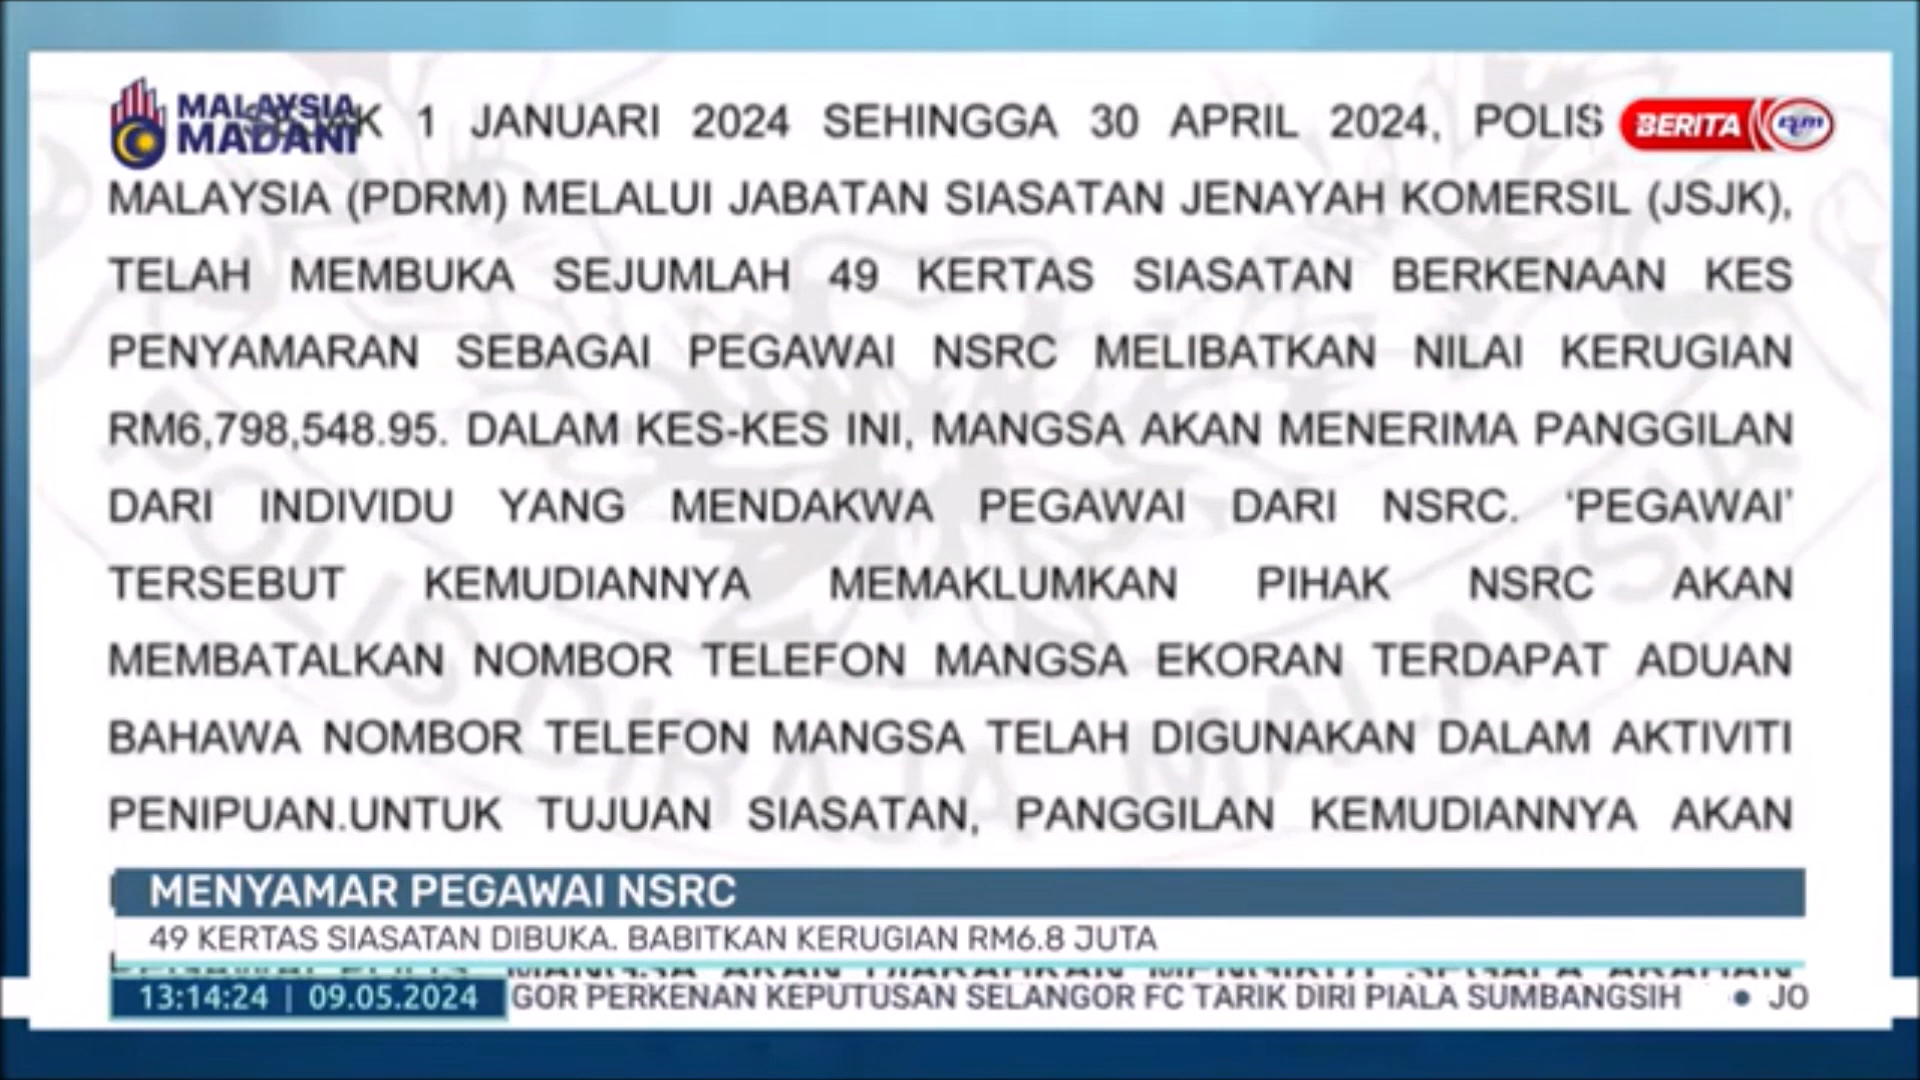 MALAYSIA
MADANI
1 JANUARI 2024 SEHINGGA 30 APRIL 2024, POLIS
BERITA rtm
MALAYSIA (PDRM) MELALUI JABATAN SIASATAN JENAYAH KOMERSIL (JSJK),
TELAH MEMBUKA SEJUMLAH 49 KERTAS SIASATAN BERKENAAN KES
PENYAMARAN SEBAGAI PEGAWAI NSRC MELIBATKAN NILAI KERUGIAN
RM6,798,548.95. DALAM KES-KES INI, MANGSA AKAN MENERIMA PANGGILAN
DARI INDIVIDU YANG MENDAKWA PEGAWAI DARI NSRC. ‘PEGAWAI’
TERSEBUT KEMUDIANNYA MEMAKLUMKAN PIHAK NSRC AKAN
MEMBATALKAN NOMBOR TELEFON MANGSA EKORAN TERDAPAT ADUAN
BAHAWA NOMBOR TELEFON MANGSA TELAH DIGUNAKAN DALAM AKTIVITI
PENIPUAN.UNTUK TUJUAN SIASATAN, PANGGILAN KEMUDIANNYA AKAN
POLIS DIRAJA MALAYSIA
MENYAMAR PEGAWAI NSRC
49 KERTAS SIASATAN DIBUKA. BABITKAN KERUGIAN RM6.8 JUTA
13:14:24 | 09.05.2024 GOR PERKENAN KEPUTUSAN SELANGOR FC TARIK DIRI PIALA SUMBANGSIH • JO